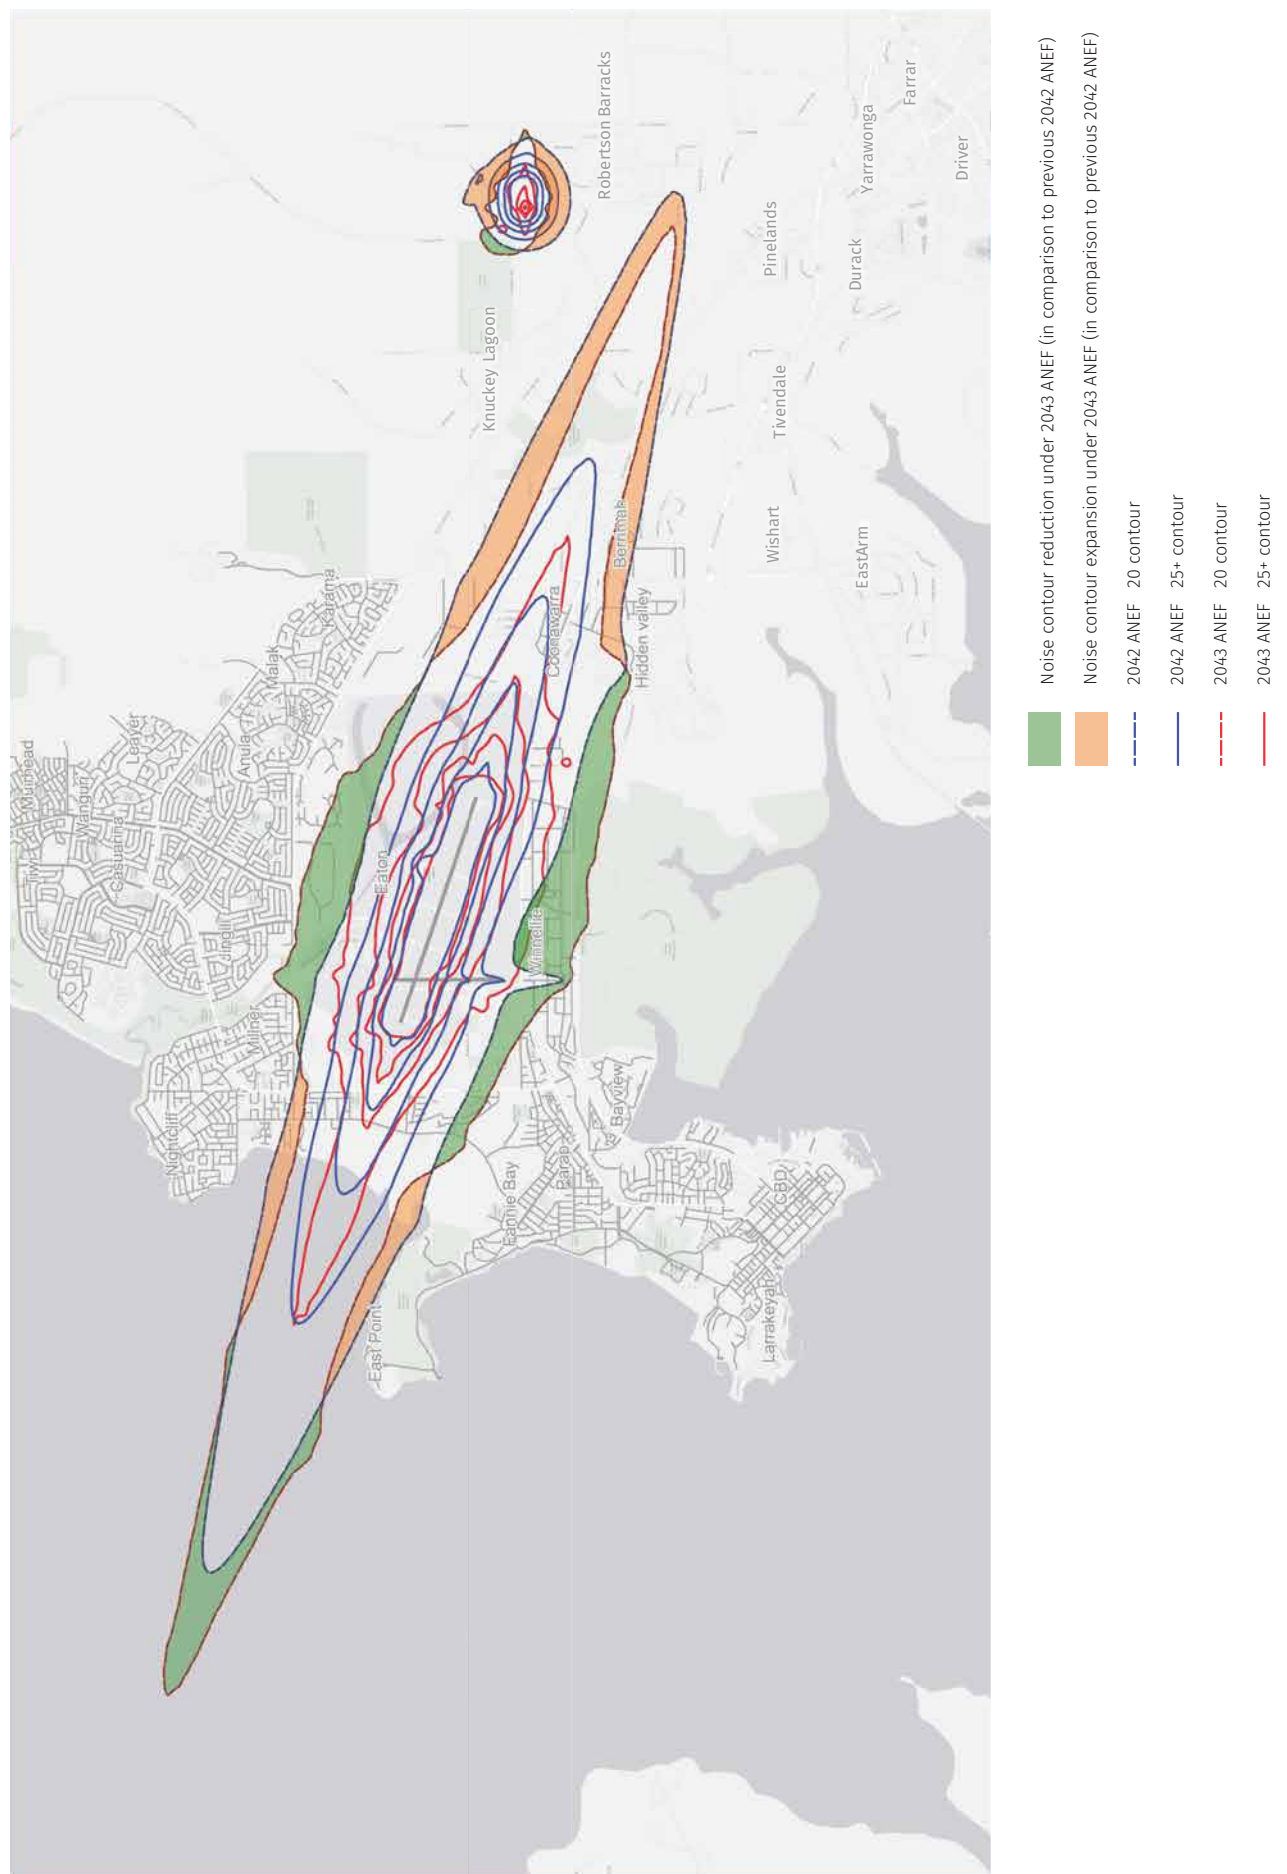 Tiwi
Muirhead
Wanguri
Casuarina
Leayer
Nightcliff
Jingili
Anula
Millner
Malak
Karama
East Point
Eaton
Knuckey Lagoon
Fannie Bay
Winnellie
Coonawarra
Parap
Robertson Barracks
Bayview
Berrimah
Hidden valley
Larrakeyah
CBD
Wishart
Tivendale
Pinelands
EastArm
Durack
Yarrawonga
Farrar
Driver
Noise contour reduction under 2043 ANEF (in comparison to previous 2042 ANEF)
Noise contour expansion under 2043 ANEF (in comparison to previous 2042 ANEF)
2042 ANEF 20 contour
2042 ANEF 25+ contour
2043 ANEF 20 contour
2043 ANEF 25+ contour